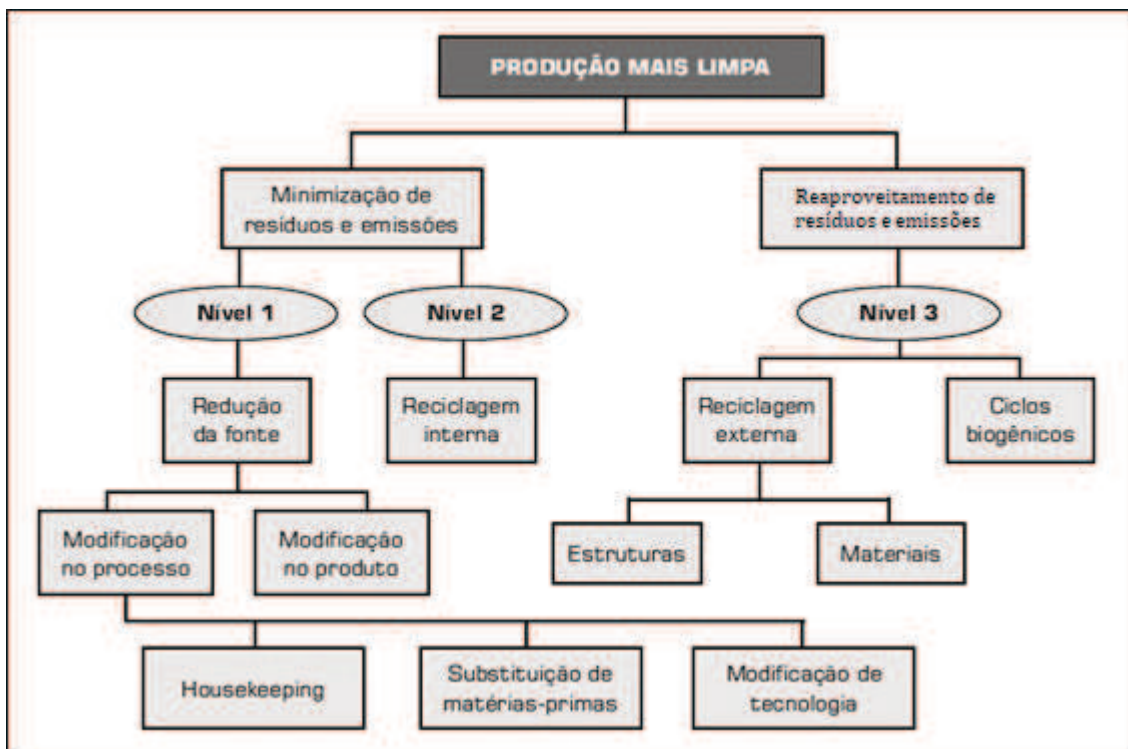 PRODUÇÃO MAIS LIMPA
Minimização de
resíduos e emissões
Reaproveitamento de
resíduos e emissões
Nível 1
Nível 2
Nível 3
Redução
da fonte
Reciclagem
interna
Reciclagem
externa
Ciclos
biogênicos
Modificação
no processo
Modificação
no produto
Estruturas
Materiais
Housekeeping
Substituição de
matérias-primas
Modificação de
tecnologia